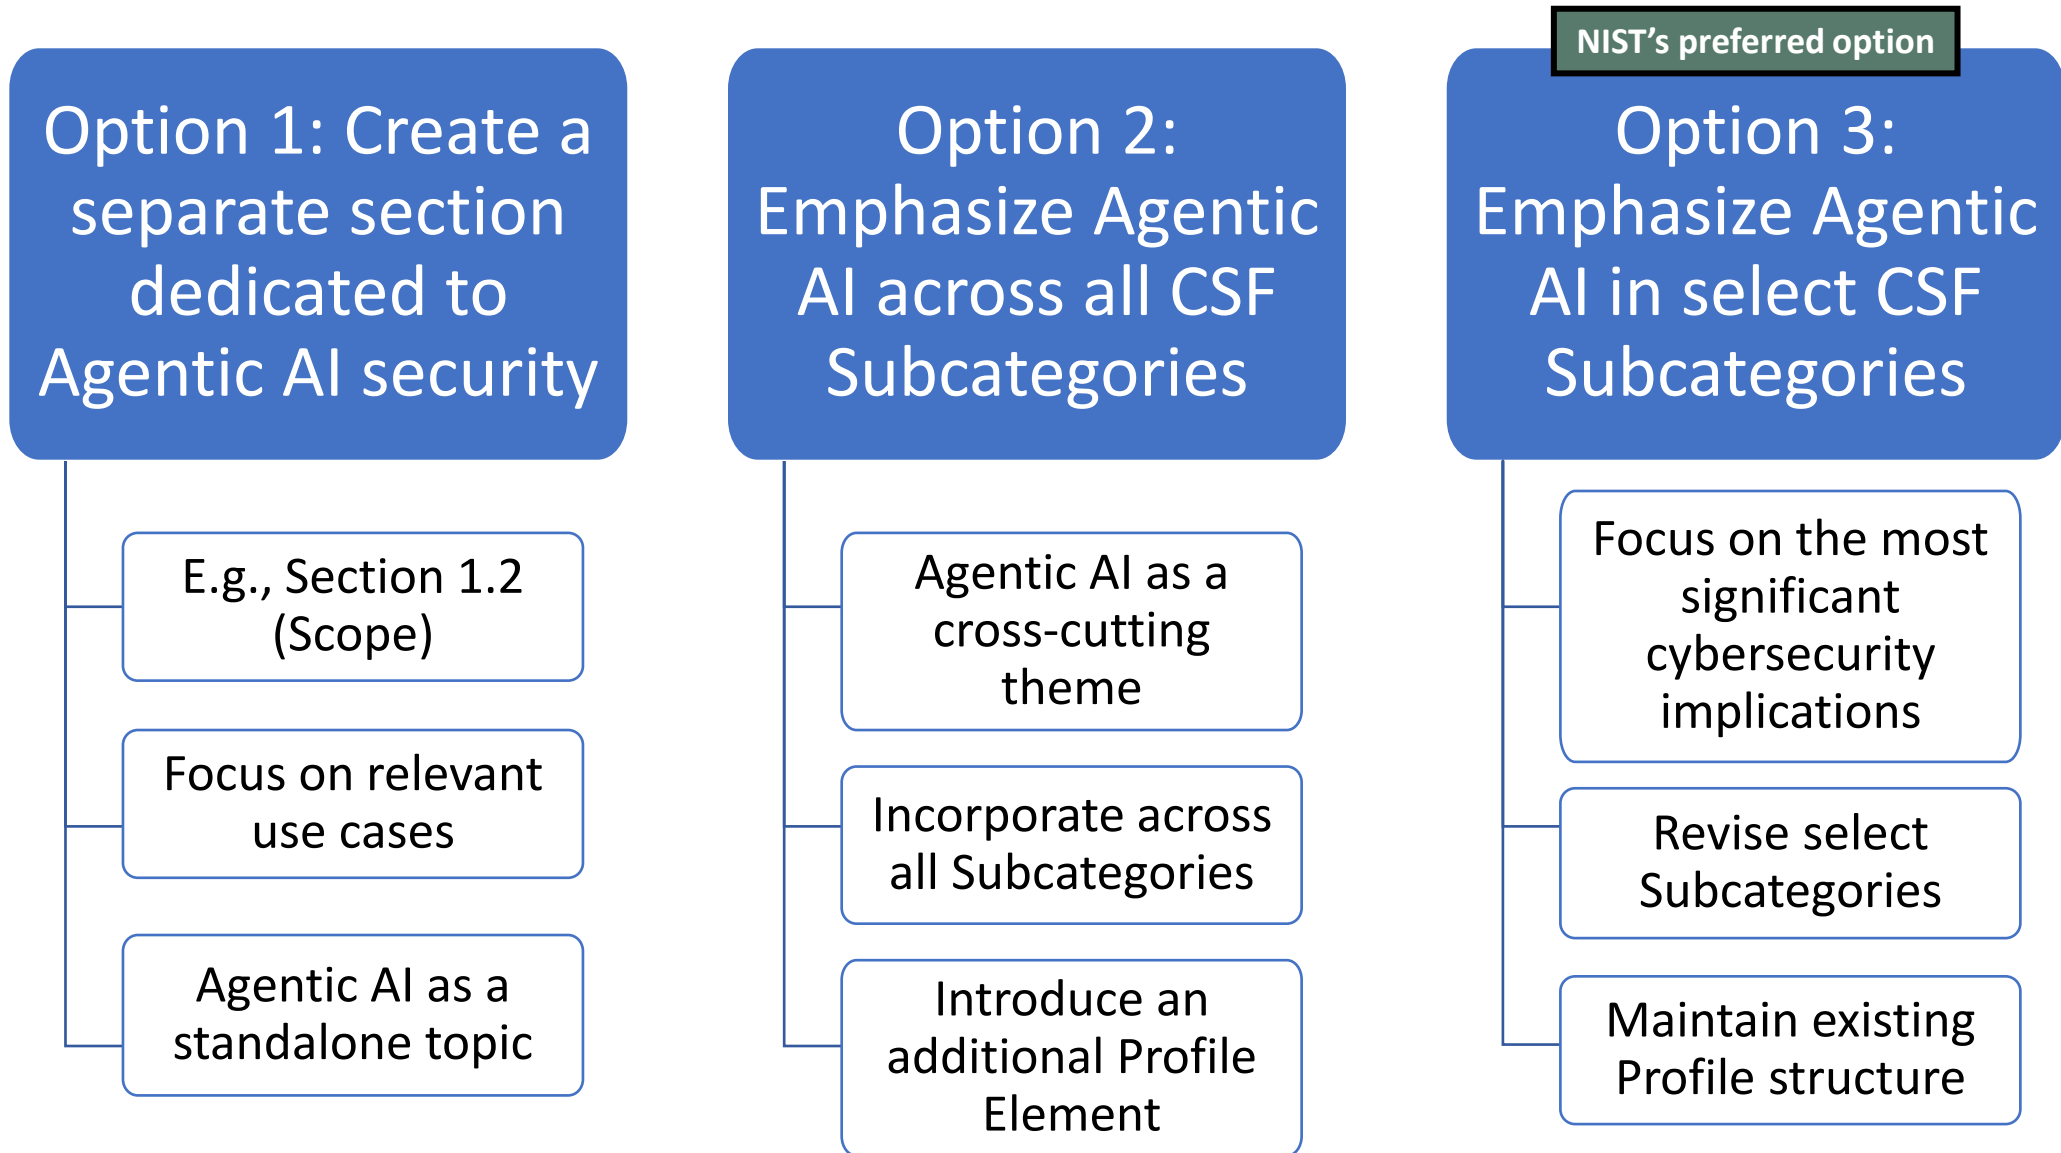 Option 1: Create a
separate section
dedicated to
Agentic AI security
E.g., Section 1.2
(Scope)
Focus on relevant
use cases
Agentic AI as a
standalone topic
Option 2:
Emphasize Agentic
AI across all CSF
Subcategories
Agentic AI as a
cross-cutting
theme
Incorporate across
all Subcategories
Introduce an
additional Profile
Element
NIST’s preferred option
Option 3:
Emphasize Agentic
AI in select CSF
Subcategories
Focus on the most
significant
cybersecurity
implications
Revise select
Subcategories
Maintain existing
Profile structure